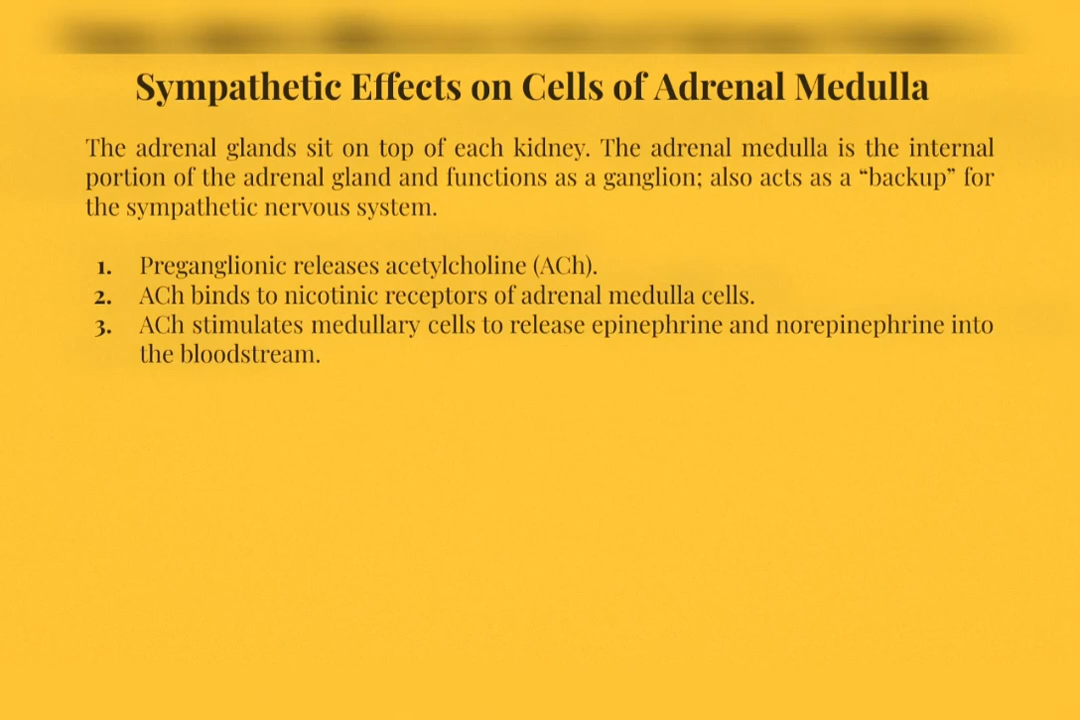 Sympathetic Effects on Cells of Adrenal Medulla
The adrenal glands sit on top of each kidney. The adrenal medulla is the internal
portion of the adrenal gland and functions as a ganglion; also acts as a “backup” for
the sympathetic nervous system.
1. Preganglionic releases acetylcholine (ACh).
2. ACh binds to nicotinic receptors of adrenal medulla cells.
3. ACh stimulates medullary cells to release epinephrine and norepinephrine into
the bloodstream.